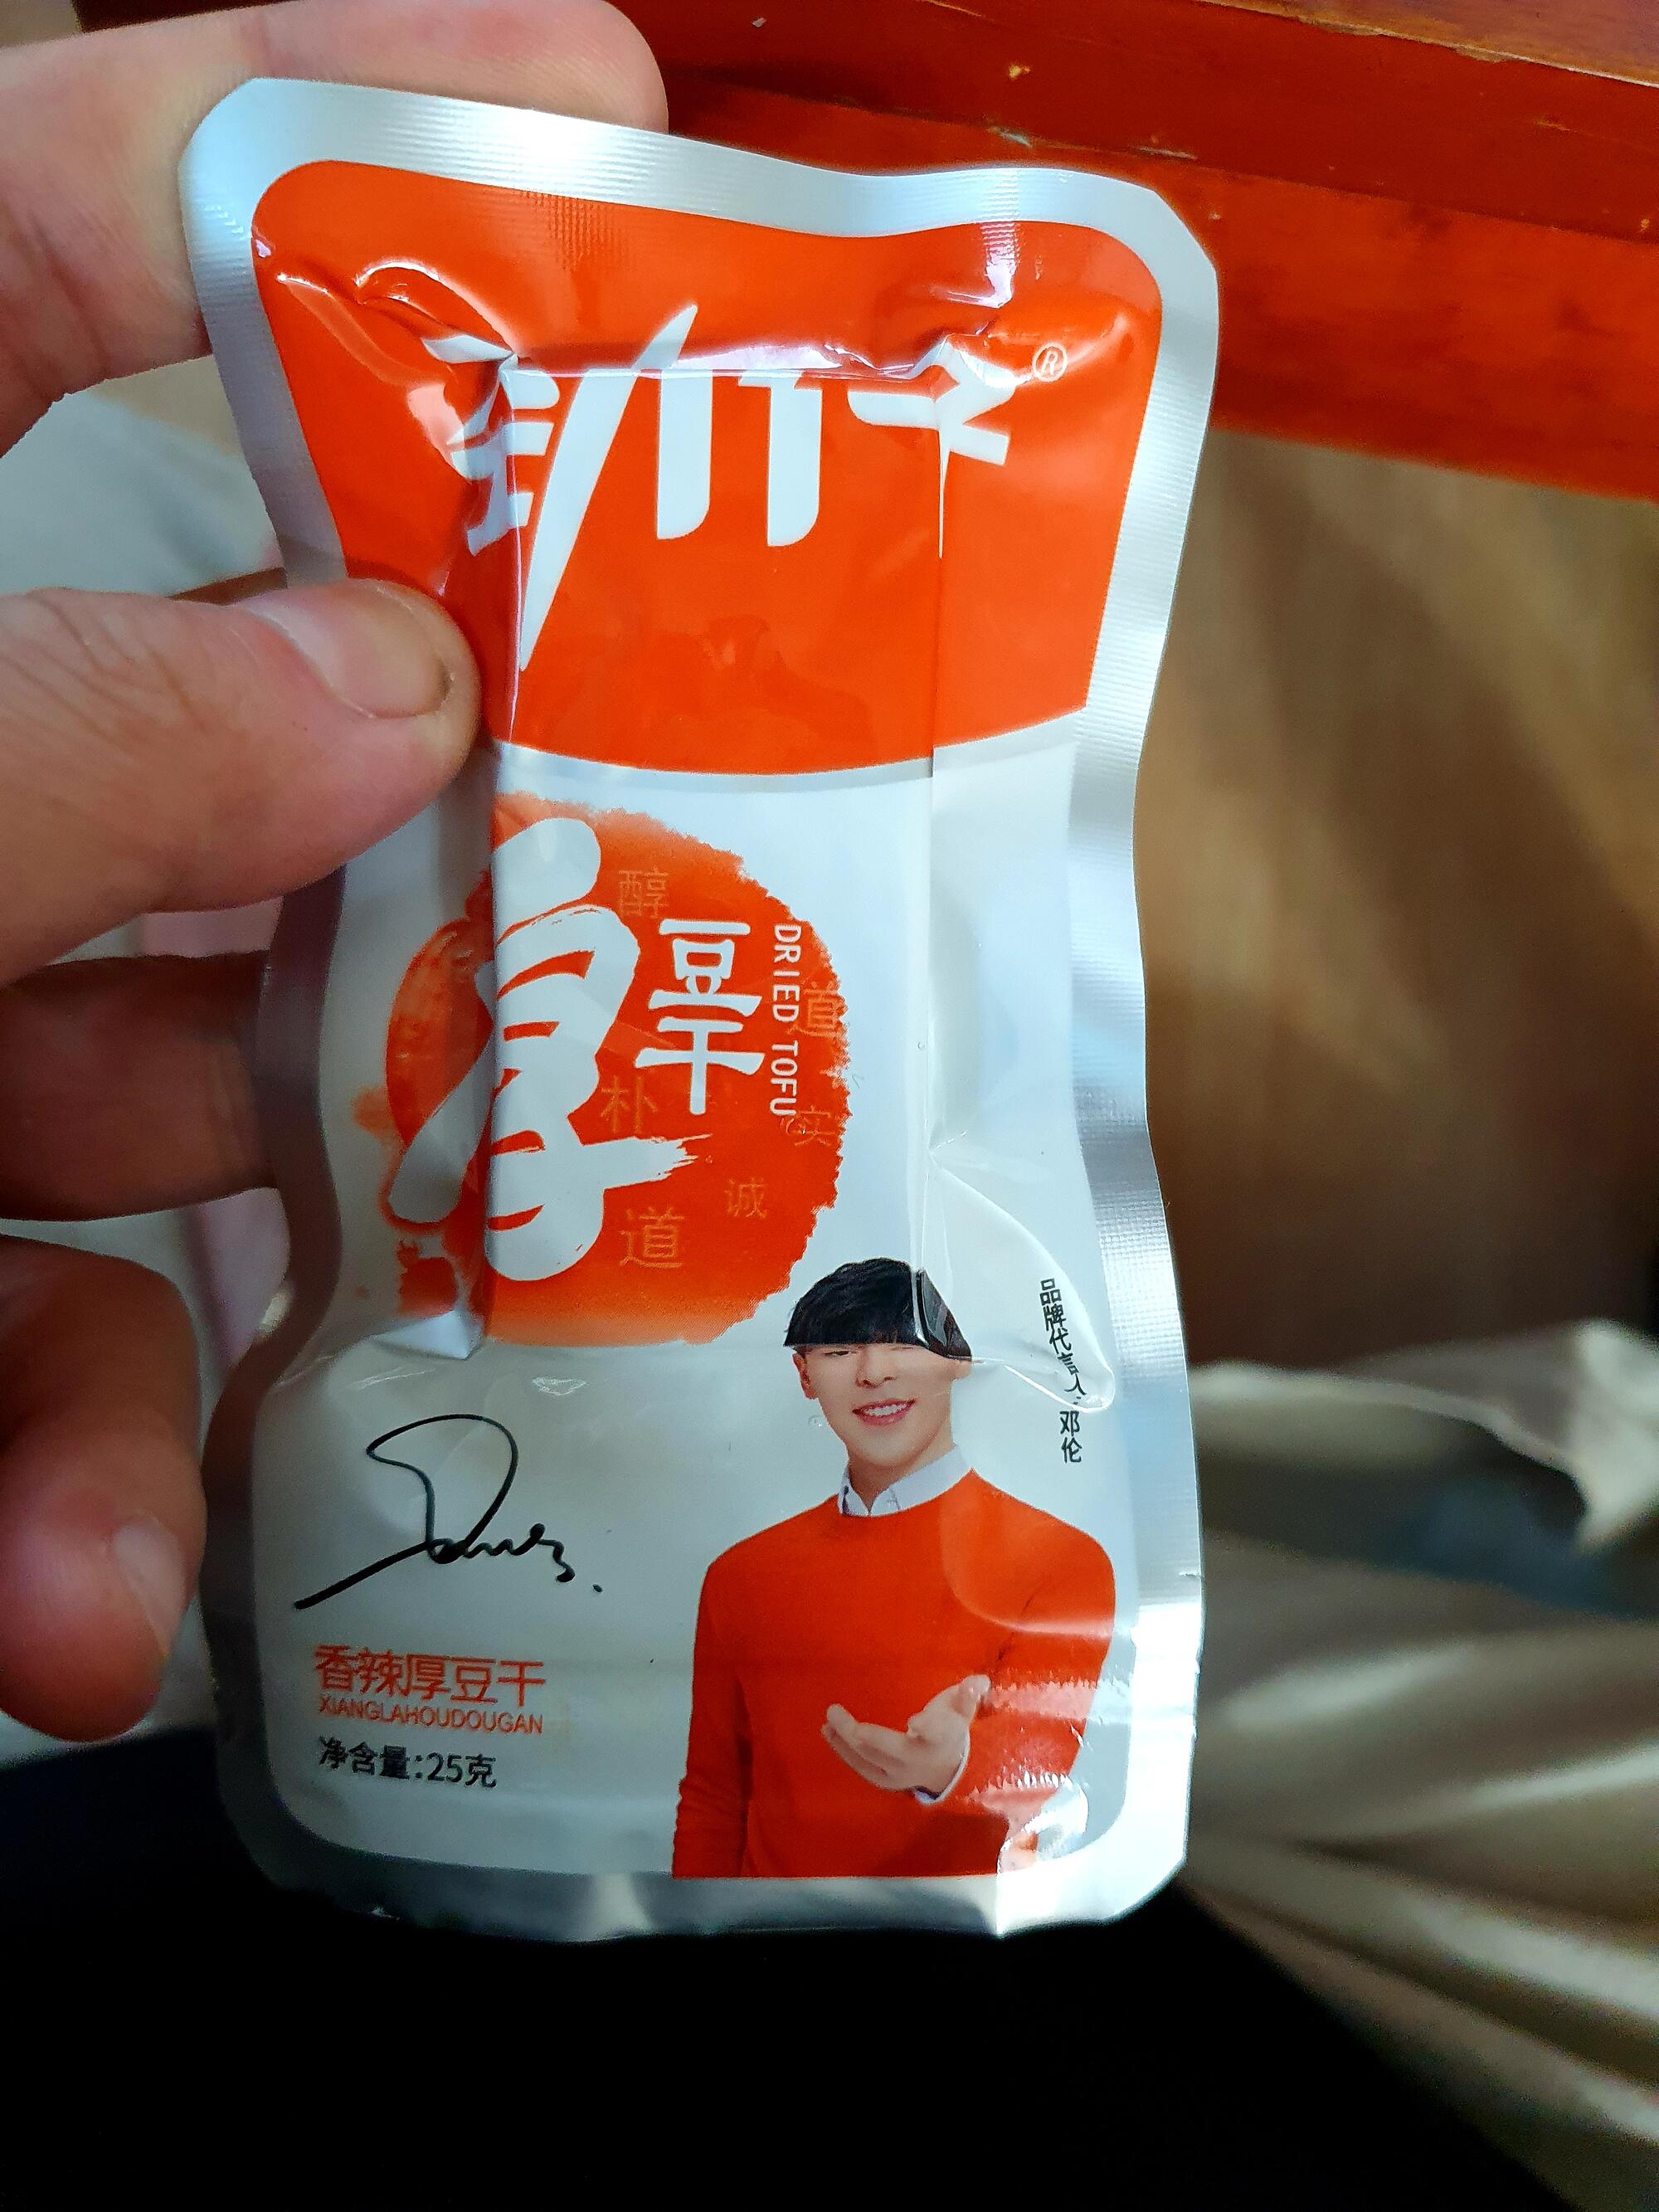 劲仔®
厚
豆干
DRIED TOFU
醇
道
朴
实
诚
道
品牌代言人:邓伦
香辣厚豆干
XIANGLAHOUDOUGAN
净含量:25克